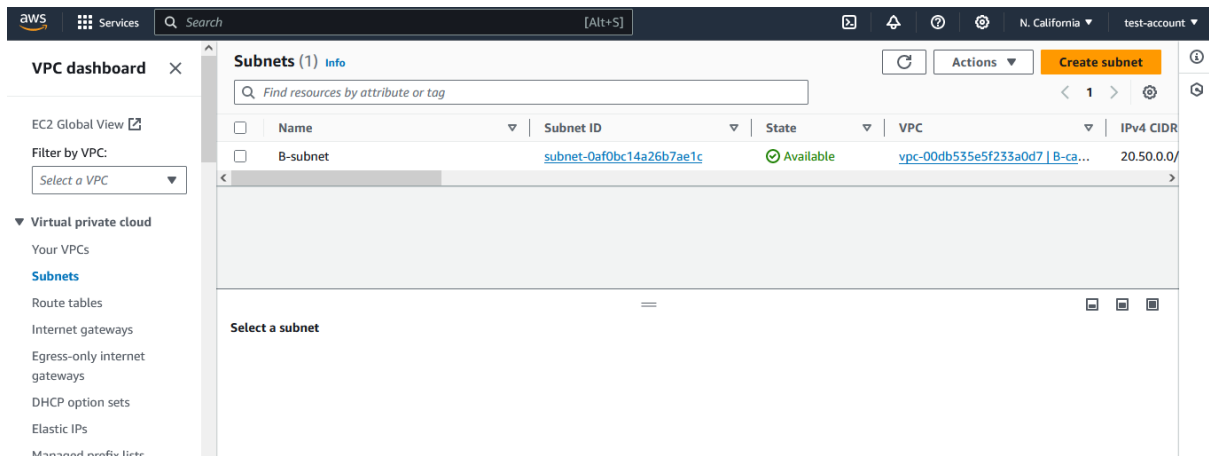 aws Services Search [Alt+S] N. California test-account
VPC dashboard
EC2 Global View
Filter by VPC:
Select a VPC
Virtual private cloud
Your VPCs
Subnets
Route tables
Internet gateways
Egress-only internet
gateways
DHCP option sets
Elastic IPs
Managed prefix lists
Subnets (1) Info
Actions
Create subnet
Find resources by attribute or tag
1
Name Subnet ID State VPC IPv4 CIDR
B-subnet subnet-0af0bc14a26b7ae1c Available vpc-00db535e5f233a0d7 | B-ca... 20.50.0.0/
Select a subnet